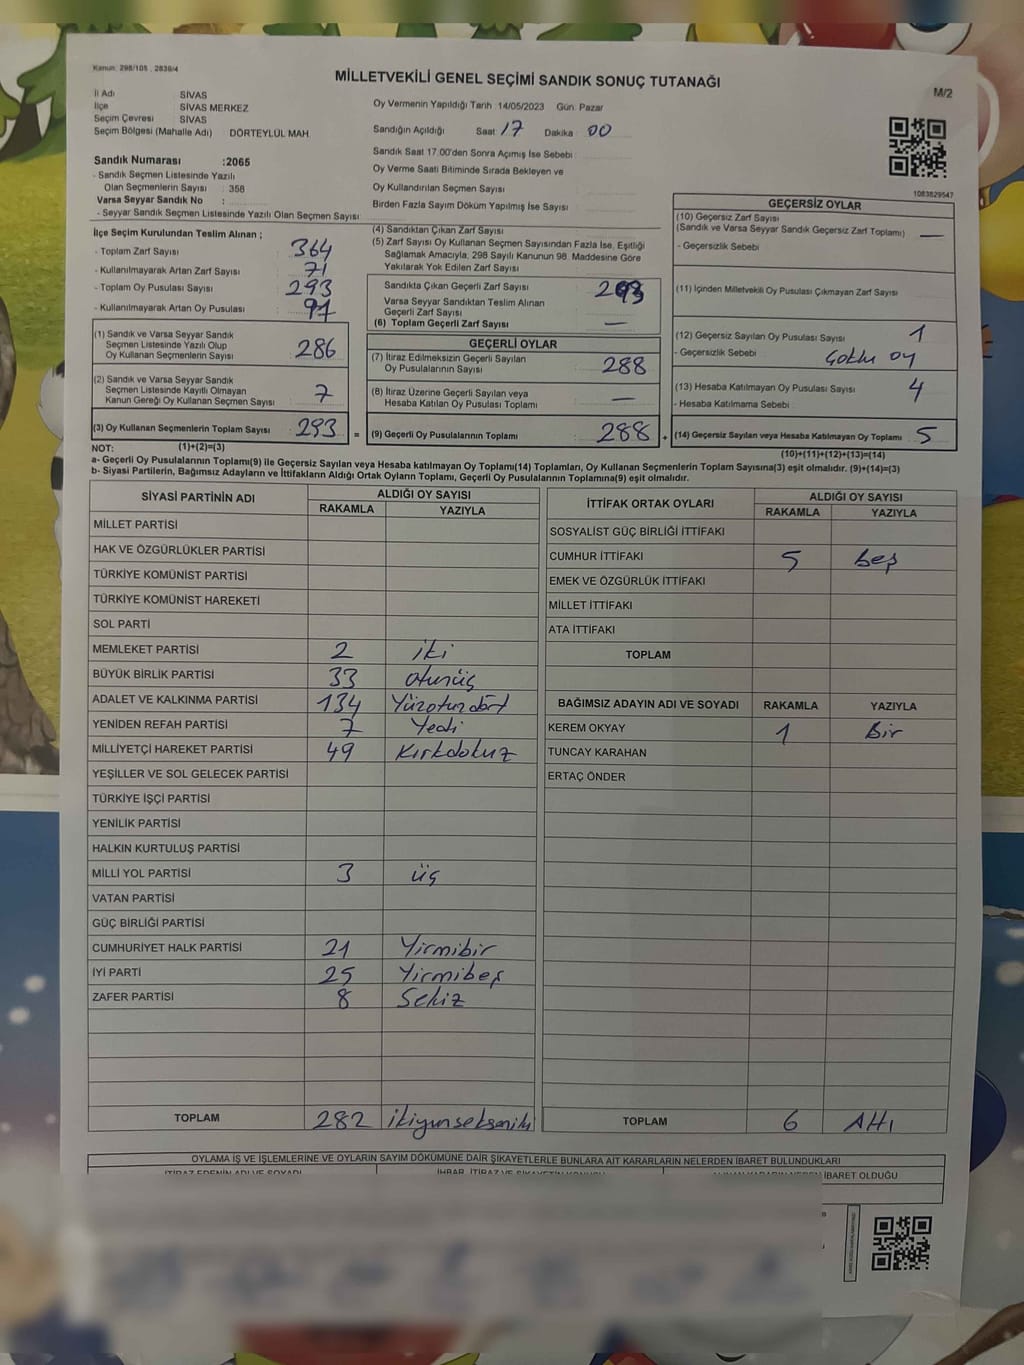 Kanun: 298/105 , 2839/4
MİLLETVEKİLİ GENEL SEÇİMİ SANDIK SONUÇ TUTANAĞI
M/2
İl Adı SİVAS
İlçe SİVAS MERKEZ
Seçim Çevresi SİVAS
Seçim Bölgesi (Mahalle Adı) DÖRTEYLÜL MAH.
Oy Vermenin Yapıldığı Tarih :14/05/2023 Gün: Pazar
Sandığın Açıldığı Saat: 17 Dakika 00
Sandık Saat 17:00'den Sonra Açımış İse Sebebi :
Oy Verme Saati Bitiminde Sırada Bekleyen ve
Oy Kullandırılan Seçmen Sayısı
Birden Fazla Sayım Döküm Yapılmış İse Sayısı :
Sandık Numarası :2065
- Sandık Seçmen Listesinde Yazılı
Olan Seçmenlerin Sayısı : 358
Varsa Seyyar Sandık No :
- Seyyar Sandık Seçmen Listesinde Yazılı Olan Seçmen Sayısı:
1083829547
İlçe Seçim Kurulundan Teslim Alınan ;
- Toplam Zarf Sayısı : 364
- Kullanılmayarak Artan Zarf Sayısı : 71
- Toplam Oy Pusulası Sayısı : 293
- Kullanılmayarak Artan Oy Pusulası :
(1) Sandık ve Varsa Seyyar Sandık
Seçmen Listesinde Yazılı Olup
Oy Kullanan Seçmenlerin Sayısı : 286
(2) Sandık ve Varsa Seyyar Sandık
Seçmen Listesinde Kayıtlı Olmayan
Kanun Gereği Oy Kullanan Seçmen Sayısı : 7
(3) Oy Kullanan Seçmenlerin Toplam Sayısı : 293 =
(1)+(2)=(3)
(4) Sandıktan Çıkan Zarf Sayısı :
(5) Zarf Sayısı Oy Kullanan Seçmen Sayısından Fazla İse, Eşitliği
Sağlamak Amacıyla, 298 Sayılı Kanunun 98. Maddesine Göre
Yakılarak Yok Edilen Zarf Sayısı :
Sandıkta Çıkan Geçerli Zarf Sayısı : 293
Varsa Seyyar Sandıktan Teslim Alınan
Geçerli Zarf Sayısı :
(6) Toplam Geçerli Zarf Sayısı : —
GEÇERLİ OYLAR
(7) İtiraz Edilmeksizin Geçerli Sayılan
Oy Pusulalarının Sayısı : 288
(8) İtiraz Üzerine Geçerli Sayılan veya
Hesaba Katılan Oy Pusulası Toplamı : —
(9) Geçerli Oy Pusulalarının Toplamı : 288 +
GEÇERSİZ OYLAR
(10) Geçersiz Zarf Sayısı
(Sandık ve Varsa Seyyar Sandık Geçersiz Zarf Toplamı) : —
- Geçersizlik Sebebi :
(11) İçinden Milletvekili Oy Pusulası Çıkmayan Zarf Sayısı :
(12) Geçersiz Sayılan Oy Pusulası Sayısı : 1
- Geçersizlik Sebebi : Çoklu oy
(13) Hesaba Katılmayan Oy Pusulası Sayısı : 4
- Hesaba Katılmama Sebebi :
(14) Geçersiz Sayılan veya Hesaba Katılmayan Oy Toplamı : 5
(10)+(11)+(12)+(13)=(14)
NOT:
a- Geçerli Oy Pusulasının Toplamı(9) İle Geçersiz Sayılan veya Hesaba katılmayan Oy Toplamı(14) Toplamları, Oy Kullanan Seçmenlerin Toplam Sayısına(3) eşit olmalıdır. (9)+(14)=(3)
b- Siyasi Partilerin, Bağımsız Adayların ve İttifakların Aldığı Ortak Oyların Toplamı, Geçerli Oy Pusulalarının Toplamına(9) eşit olmalıdır.
SİYASİ PARTİNİN ADI ALDIĞI OY SAYISI
RAKAMLA YAZIYLA
MİLLET PARTİSİ
HAK VE ÖZGÜRLÜKLER PARTİSİ
TÜRKİYE KOMÜNİST PARTİSİ
TÜRKİYE KOMÜNİST HAREKETİ
SOL PARTİ
MEMLEKET PARTİSİ 2 iki
BÜYÜK BİRLİK PARTİSİ 33 otuzüç
ADALET VE KALKINMA PARTİSİ 134 Yüzotuzdört
YENİDEN REFAH PARTİSİ 7 Yedi
MİLLİYETÇİ HAREKET PARTİSİ 49 Kırkdokuz
YEŞİLLER VE SOL GELECEK PARTİSİ
TÜRKİYE İŞÇİ PARTİSİ
YENİLİK PARTİSİ
HALKIN KURTULUŞ PARTİSİ
MİLLİ YOL PARTİSİ 3 üç
VATAN PARTİSİ
GÜÇ BİRLİĞİ PARTİSİ
CUMHURİYET HALK PARTİSİ 21 Yirmibir
İYİ PARTİ 25 Yirmibeş
ZAFER PARTİSİ 8 Sekiz
TOPLAM 282 ikiyüzsekseniki
İTTİFAK ORTAK OYLARI ALDIĞI OY SAYISI
RAKAMLA YAZIYLA
SOSYALİST GÜÇ BİRLİĞİ İTTİFAKI
CUMHUR İTTİFAKI 5 beş
EMEK VE ÖZGÜRLÜK İTTİFAKI
MİLLET İTTİFAKI
ATA İTTİFAKI
TOPLAM
BAĞIMSIZ ADAYIN ADI VE SOYADI RAKAMLA YAZIYLA
KEREM OKYAY 1 Bir
TUNCAY KARAHAN
ERTAÇ ÖNDER
TOPLAM 6 Altı
OYLAMA İŞ VE İŞLEMLERİNE VE OYLARIN SAYIM DÖKÜMÜNE DAİR ŞİKAYETLERLE BUNLARA AİT KARARLARIN NELERDEN İBARET BULUNDUKLARI
İBARET OLDUĞU